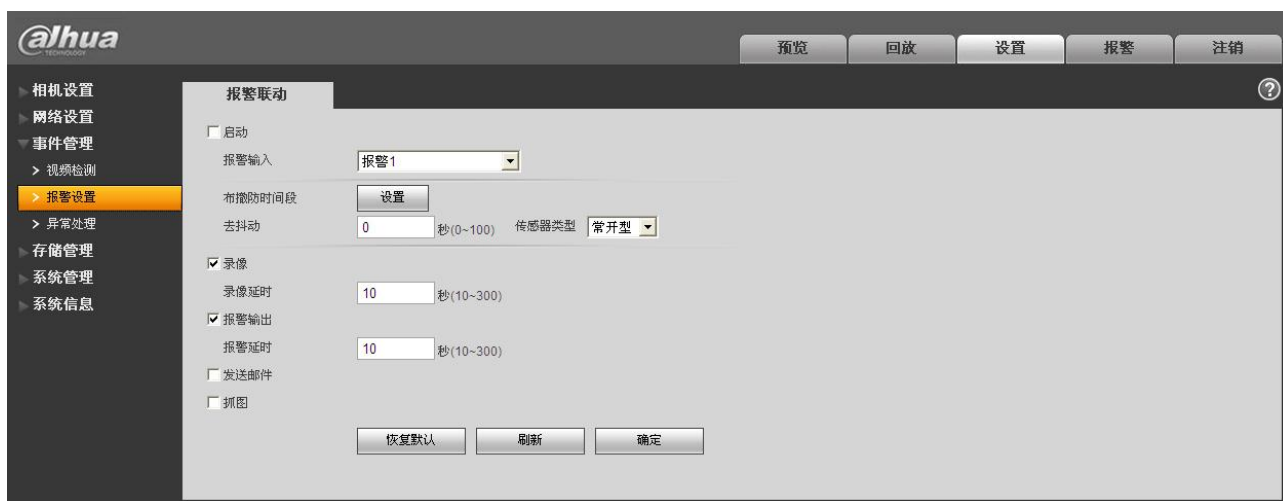 alhua
TECHNOLOGY
预览 回放 设置 报警 注销
相机设置
网络设置
事件管理
视频检测
报警设置
异常处理
存储管理
系统管理
系统信息
报警联动
?
启动
报警输入 报警1
布撤防时间段 设置
去抖动 0 秒(0~100) 传感器类型 常开型
录像
录像延时 10 秒(10~300)
报警输出
报警延时 10 秒(10~300)
发送邮件
抓图
恢复默认 刷新 确定